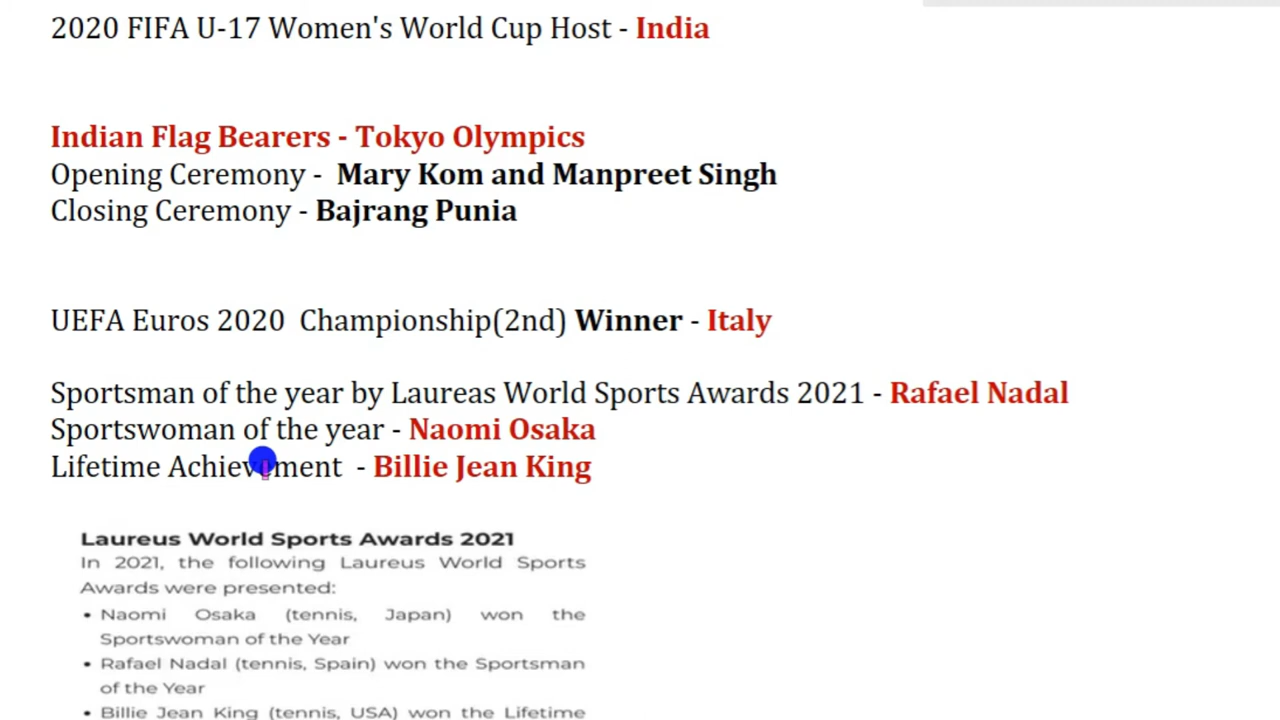 2020 FIFA U-17 Women's World Cup Host - India
Indian Flag Bearers - Tokyo Olympics
Opening Ceremony - Mary Kom and Manpreet Singh
Closing Ceremony - Bajrang Punia
UEFA Euros 2020 Championship(2nd) Winner - Italy
Sportsman of the year by Laureas World Sports Awards 2021 - Rafael Nadal
Sportswoman of the year - Naomi Osaka
Lifetime Achievement - Billie Jean King
Laureus World Sports Awards 2021
In 2021, the following Laureus World Sports
Awards were presented:
• Naomi Osaka (tennis, Japan) won the
Sportswoman of the Year
• Rafael Nadal (tennis, Spain) won the Sportsman
of the Year
• Billie Jean King (tennis, USA) won the Lifetime